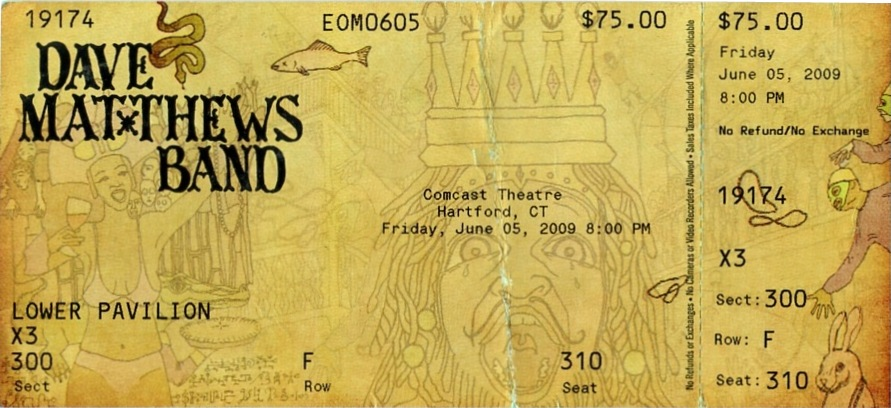 19174
EOM0605
$75.00
DAVE
MATTHEWS
BAND
Comcast Theatre
Hartford, CT
Friday, June 05, 2009 8:00 PM
LOWER PAVILION
X3
300 F 310
Sect Row Seat
No Refunds or Exchanges • No Cameras or Video Recorders Allowed • Sales Taxes Included Where Applicable
$75.00
Friday
June 05, 2009
8:00 PM
No Refund/No Exchange
19174
X3
Sect: 300
Row: F
Seat: 310